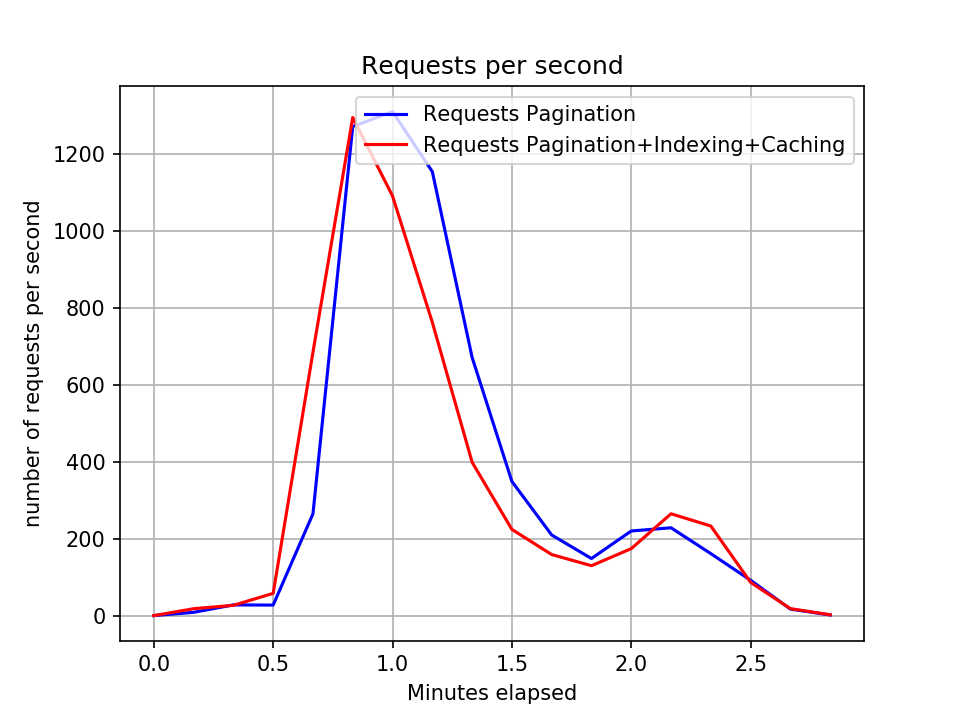 Requests per second
Requests Pagination
Requests Pagination+Indexing+Caching
number of requests per second
1200
1000
800
600
400
200
0
0.0 0.5 1.0 1.5 2.0 2.5
Minutes elapsed